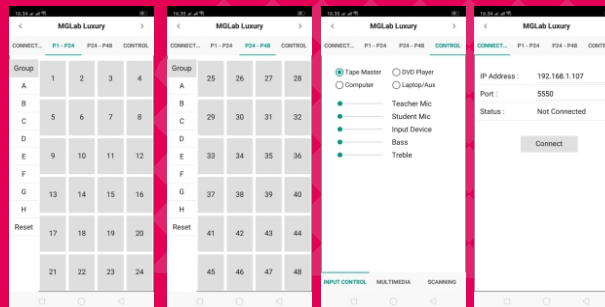 16.34
MGLab Luxury
CONNECT... P1 - P24 P24 - P48 CONTROL
Group
A
B
C
D
E
F
G
H
Reset
1 2 3 4
5 6 7 8
9 10 11 12
13 14 15 16
17 18 19 20
21 22 23 24
16.35
MGLab Luxury
CONNECT... P1 - P24 P24 - P48 CONTROL
Group
A
B
C
D
E
F
G
H
Reset
25 26 27 28
29 30 31 32
33 34 35 36
37 38 39 40
41 42 43 44
45 46 47 48
16.35
MGLab Luxury
CONNECT... P1 - P24 P24 - P48 CONTROL
Tape Master DVD Player
Computer Laptop/Aux
Teacher Mic
Student Mic
Input Device
Bass
Treble
INPUT CONTROL MULTIMEDIA SCANNING
16.34
MGLab Luxury
CONNECT... P1 - P24 P24 - P48
IP Address : 192.168.1.107
Port : 5550
Status : Not Connected
Connect